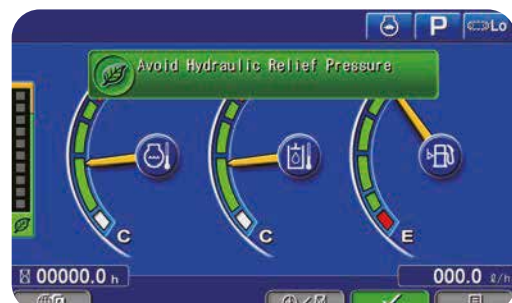 P Lo
Avoid Hydraulic Relief Pressure
C C E
00000.0 h 000.0 ℓ/h